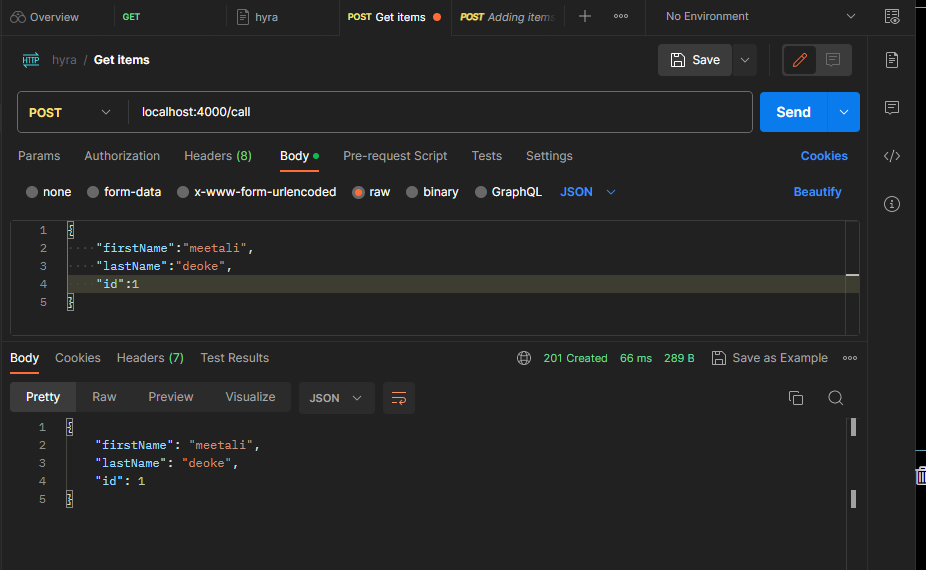 Overview GET hyra POST Get items POST Adding items No Environment
HTTP hyra / Get items Save
POST localhost:4000/call Send
Params Authorization Headers (8) Body Pre-request Script Tests Settings Cookies
none form-data x-www-form-urlencoded raw binary GraphQL JSON Beautify
1 {
2 "firstName":"meetali",
3 "lastName":"deoke",
4 "id":1
5 }
Body Cookies Headers (7) Test Results 201 Created 66 ms 289 B Save as Example
Pretty Raw Preview Visualize JSON
1 {
2 "firstName": "meetali",
3 "lastName": "deoke",
4 "id": 1
5 }